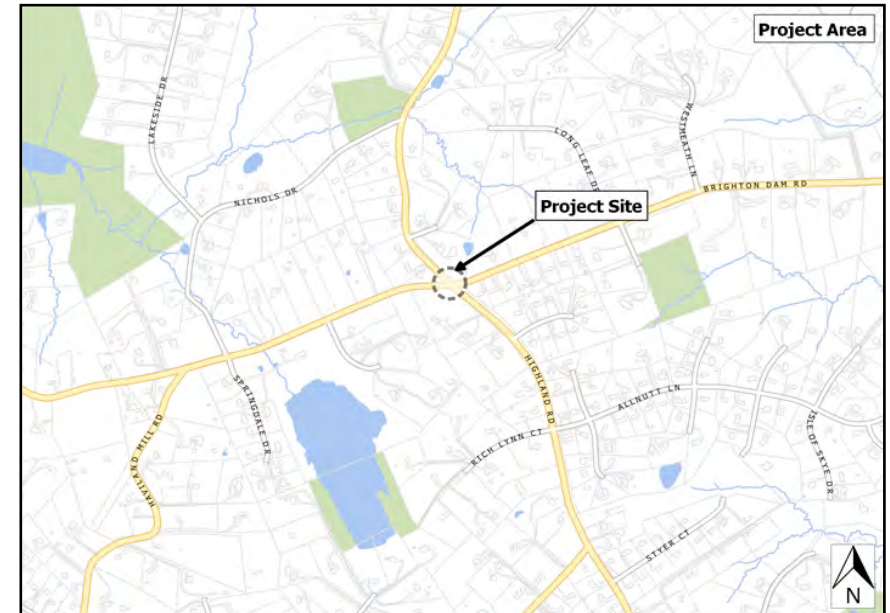 Project Area
LAKESIDE DR
WESTMEATH LN
LONG LEAF DR
BRIGHTON DAM RD
NICHOLS DR
Project Site
HIGHLAND RD
ALLNUTT LN
SPRINGDALE DR
RICH LYNN CT
ISLE OF SKYE DR
HAVILAND MILL RD
STYER CT
N